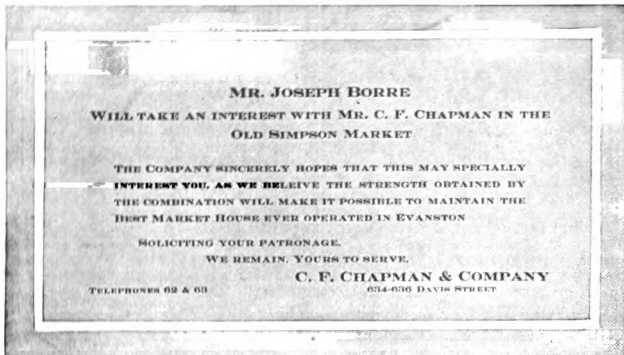 MR. JOSEPH BORRE
WILL TAKE AN INTEREST WITH MR. C. F. CHAPMAN IN THE
OLD SIMPSON MARKET
THE COMPANY SINCERELY HOPES THAT THIS MAY SPECIALLY
INTEREST YOU, AS WE BELEIVE THE STRENGTH OBTAINED BY
THE COMBINATION WILL MAKE IT POSSIBLE TO MAINTAIN THE
BEST MARKET HOUSE EVER OPERATED IN EVANSTON
SOLICITING YOUR PATRONAGE,
WE REMAIN, YOURS TO SERVE,
C. F. CHAPMAN & COMPANY
TELEPHONES 62 & 63 634-636 DAVIS STREET